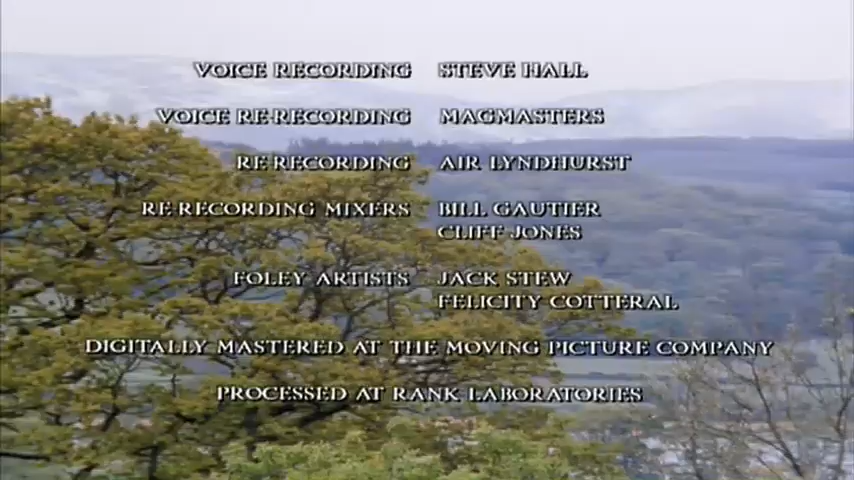 VOICE RECORDING STEVE HALL
VOICE RE-RECORDING MAGMASTERS
RE-RECORDING AIR LYNDHURST
RE-RECORDING MIXERS BILL GAUTIER
CLIFF JONES
FOLEY ARTISTS JACK STEW
FELICITY COTTERAL
DIGITALLY MASTERED AT THE MOVING PICTURE COMPANY
PROCESSED AT RANK LABORATORIES